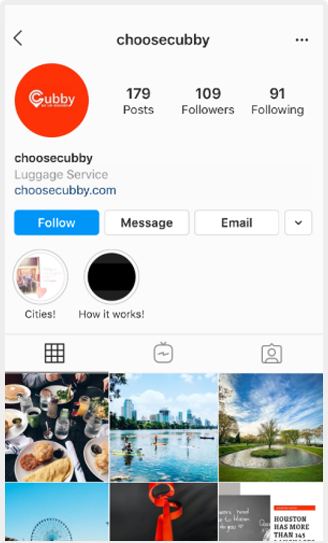 choosecubby
Cubby
179 109 91
Posts Followers Following
choosecubby
Luggage Service
choosecubby.com
Follow Message Email
Cities! How it works!
HOUSTON
HAS MORE
THAN 145